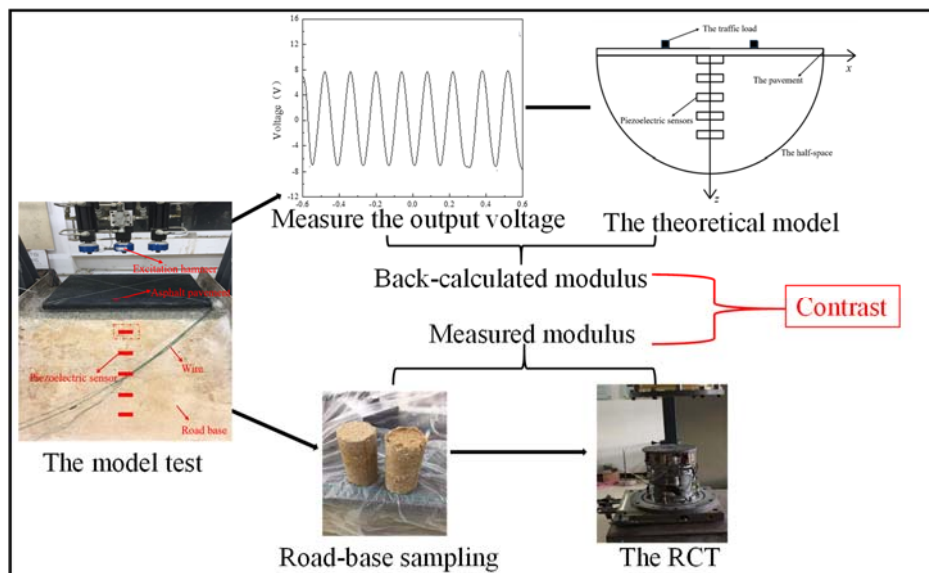 16
12
8
4
0
-4
-8
-12
Voltage (V)
-0.6
-0.4
-0.2
0.0
0.2
0.4
0.6
Measure the output voltage
The traffic load
x
The pavement
Piezoelectric sensors
The half-space
z
The theoretical model
Back-calculated modulus
Measured modulus
Contrast
Excitation hammer
Asphalt pavement
Piezoelectric sensor
Wire
Road base
The model test
Road-base sampling
The RCT